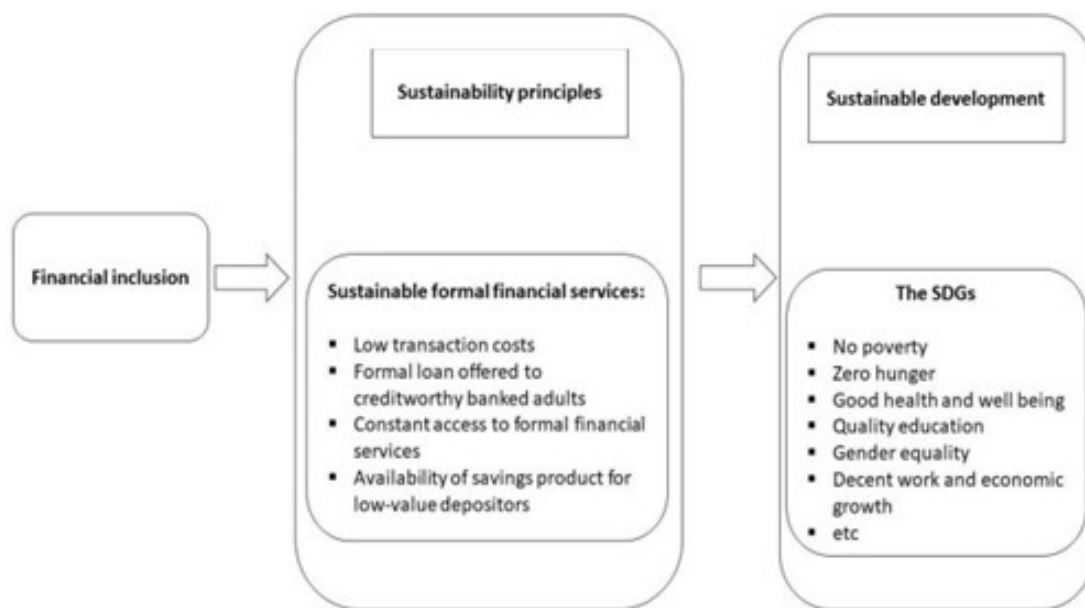 Financial inclusion
Sustainability principles
Sustainable formal financial services:
▪ Low transaction costs
▪ Formal loan offered to
creditworthy banked adults
▪ Constant access to formal financial
services
▪ Availability of savings product for
low-value depositors
Sustainable development
The SDGs
▪ No poverty
▪ Zero hunger
▪ Good health and well being
▪ Quality education
▪ Gender equality
▪ Decent work and economic
growth
▪ etc